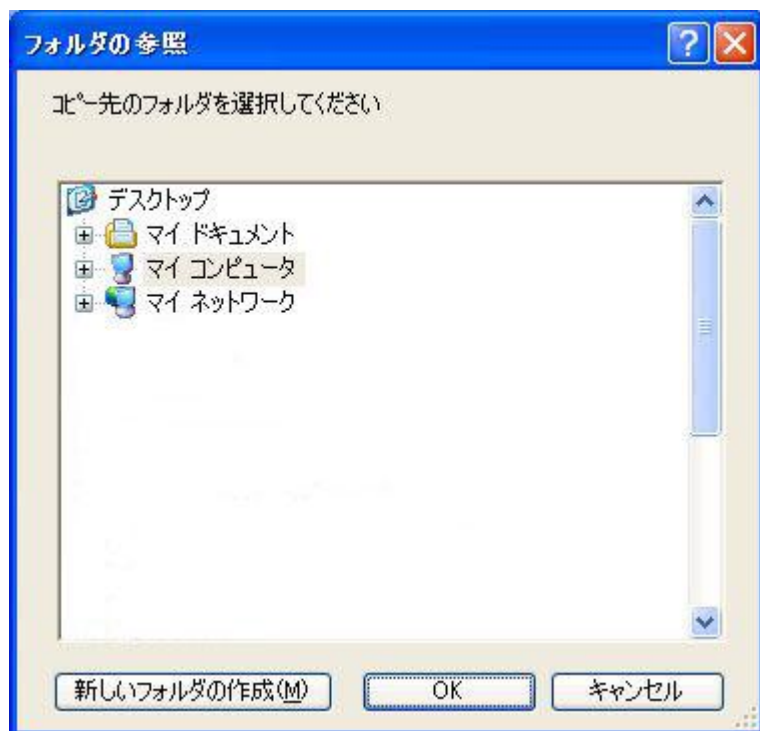 フォルダの参照
コピー先のフォルダを選択してください
デスクトップ
マイ ドキュメント
マイ コンピュータ
マイ ネットワーク
新しいフォルダの作成(M) OK キャンセル